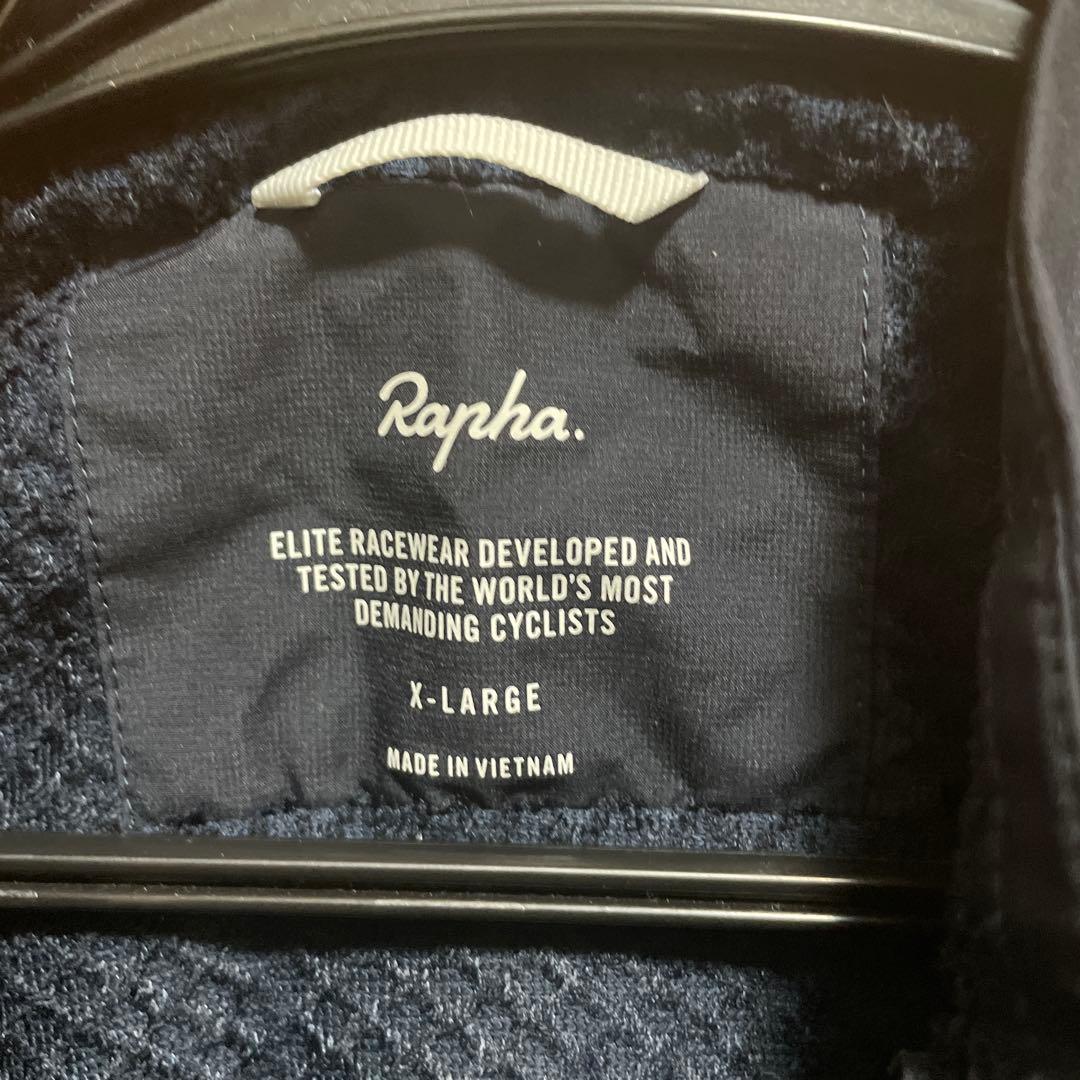 Rapha.
ELITE RACEWEAR DEVELOPED AND
TESTED BY THE WORLD'S MOST
DEMANDING CYCLISTS
X-LARGE
MADE IN VIETNAM